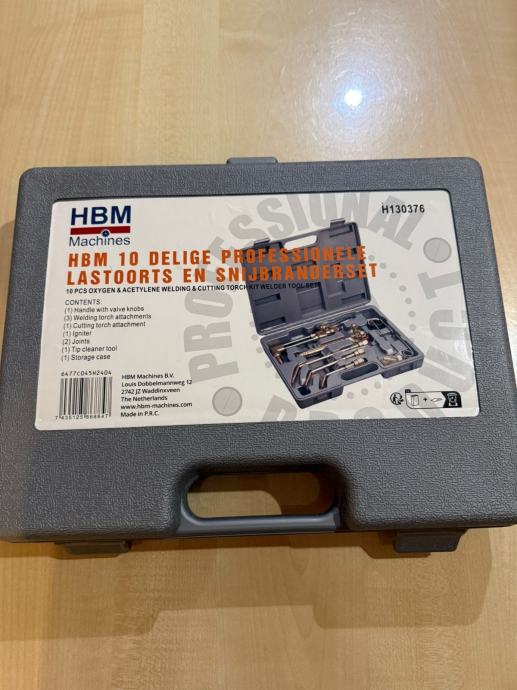 HBM
Machines
H130376
HBM 10 DELIGE PROFESSIONELE
LASTOORTS EN SNIJBRANDERSET
10 PCS OXYGEN & ACETYLENE WELDING & CUTTING TORCH KIT WELDER TOOL SETS
CONTENTS:
(1) Handle with valve knobs
(3) Welding torch attachments
(1) Cutting torch attachment
(1) Igniter
(2) Joints
(1) Tip cleaner tool
(1) Storage case
6477CO45W2404
HBM Machines B.V.
Louis Dobbelmannweg 12
2742 JZ Waddinxveen
The Netherlands
www.hbm-machines.com
Made in P.R.C.
PROFESSIONAL